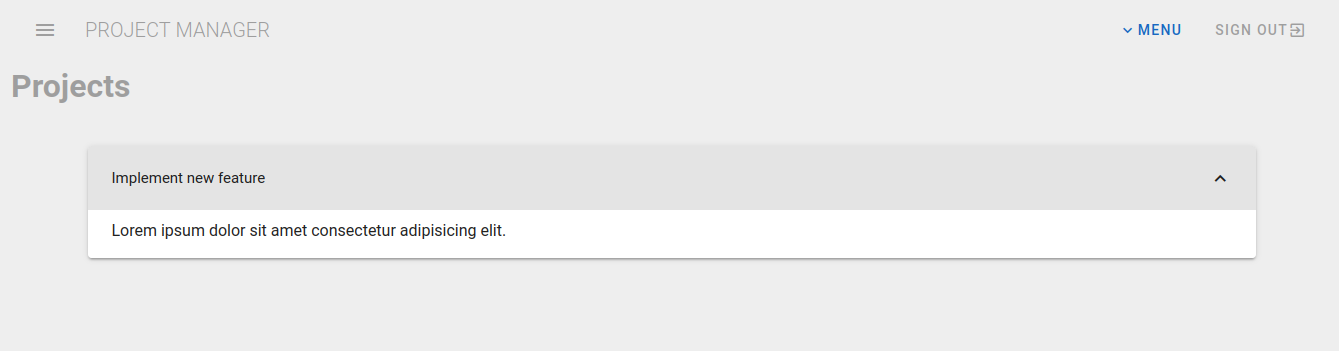 PROJECT MANAGER
MENU
SIGN OUT
Projects
Implement new feature
Lorem ipsum dolor sit amet consectetur adipisicing elit.